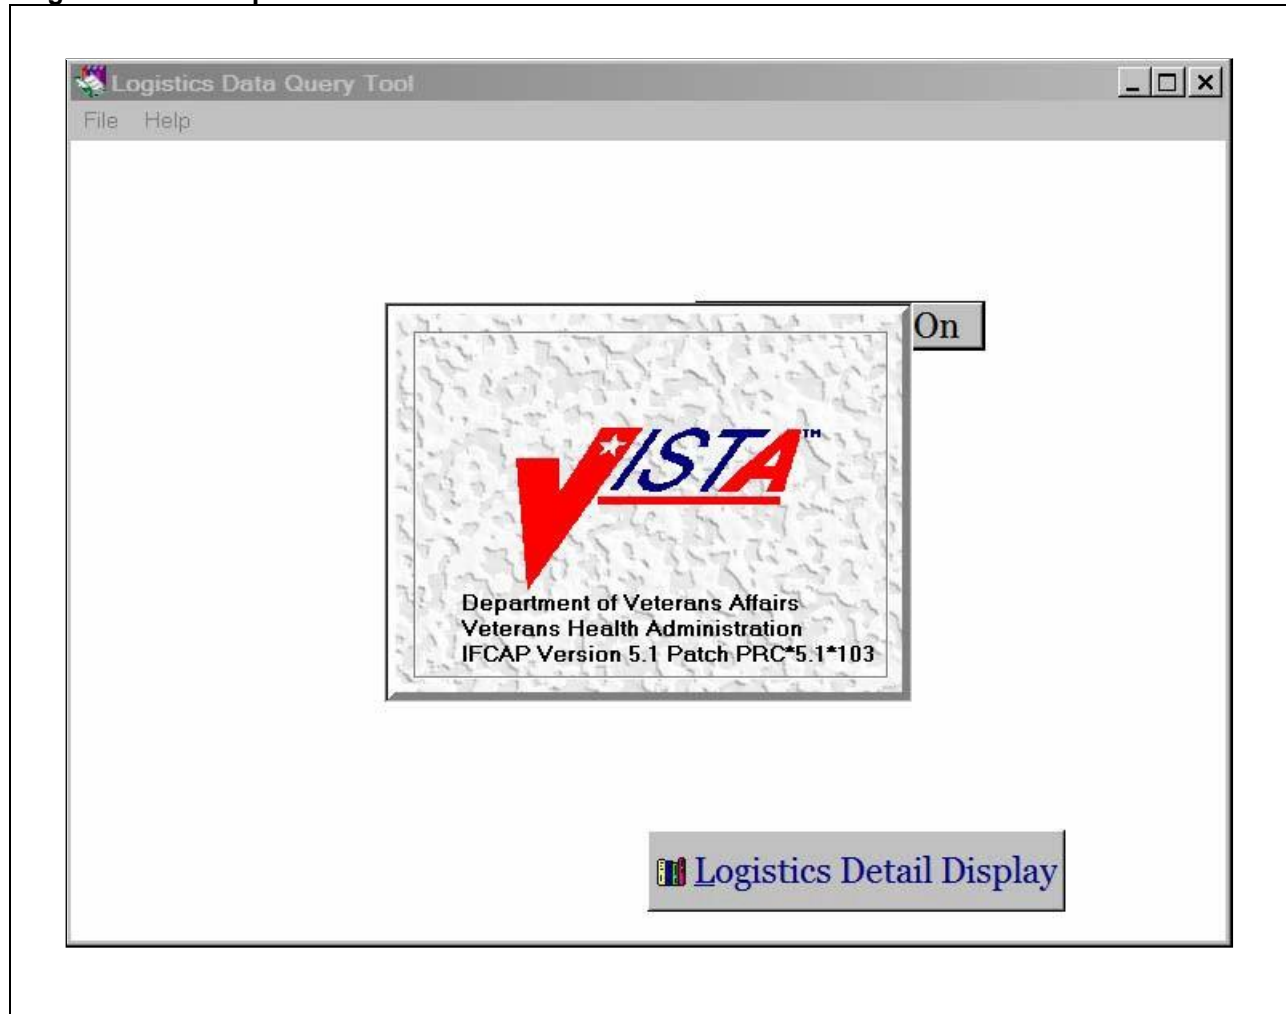 Logistics Data Query Tool
File Help
On
VISTA™
Department of Veterans Affairs
Veterans Health Administration
IFCAP Version 5.1 Patch PRC*5.1*103
Logistics Detail Display